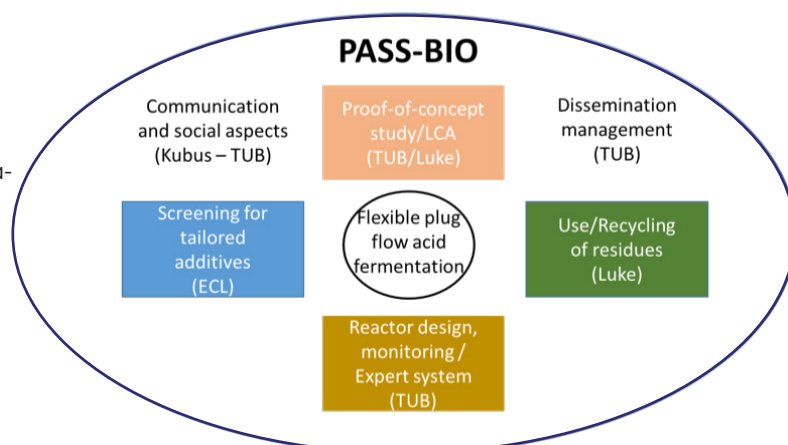 PASS-BIO
Communication
and social aspects
(Kubus – TUB)
Proof-of-concept
study/LCA
(TUB/Luke)
Dissemination
management
(TUB)
Screening for
tailored
additives
(ECL)
Flexible plug
flow acid
fermentation
Use/Recycling
of residues
(Luke)
Reactor design,
monitoring /
Expert system
(TUB)